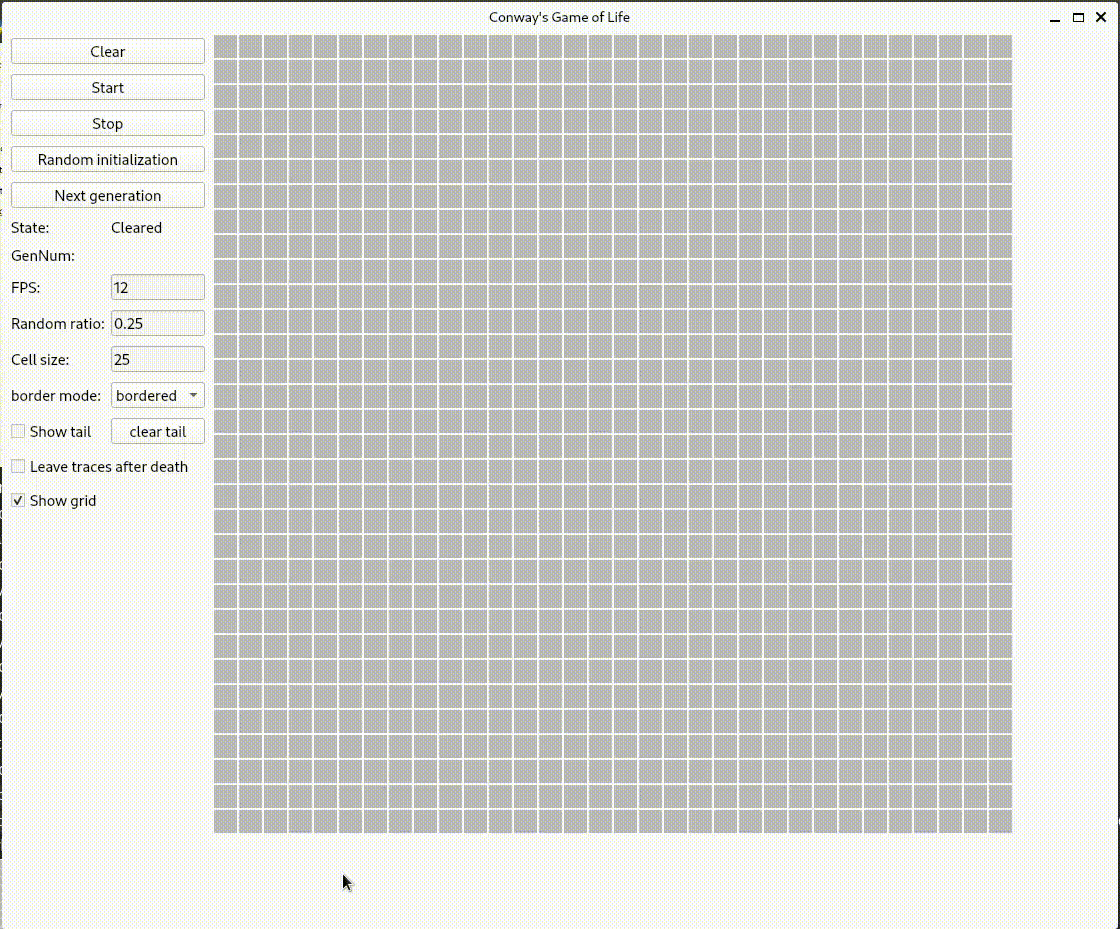 Conway's Game of Life
Clear
Start
Stop
Random initialization
Next generation
State: Cleared
GenNum:
FPS: 12
Random ratio: 0.25
Cell size: 25
border mode: bordered
Show tail clear tail
Leave traces after death
Show grid